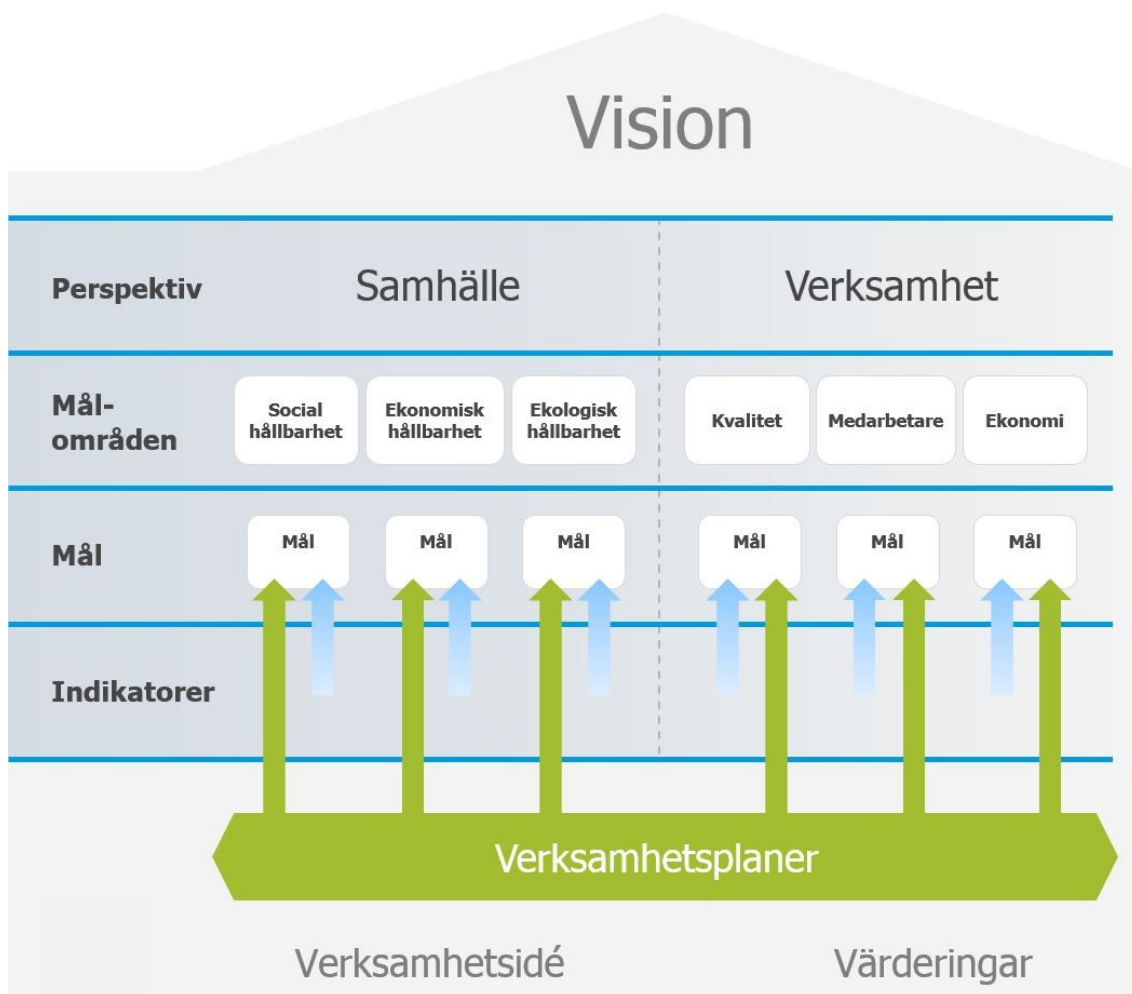 Vision
Perspektiv
Samhälle
Verksamhet
Mål-
områden
Social
hållbarhet
Ekonomisk
hållbarhet
Ekologisk
hållbarhet
Kvalitet
Medarbetare
Ekonomi
Mål
Mål
Mål
Mål
Mål
Mål
Mål
Indikatorer
Verksamhetsplaner
Verksamhetsidé
Värderingar